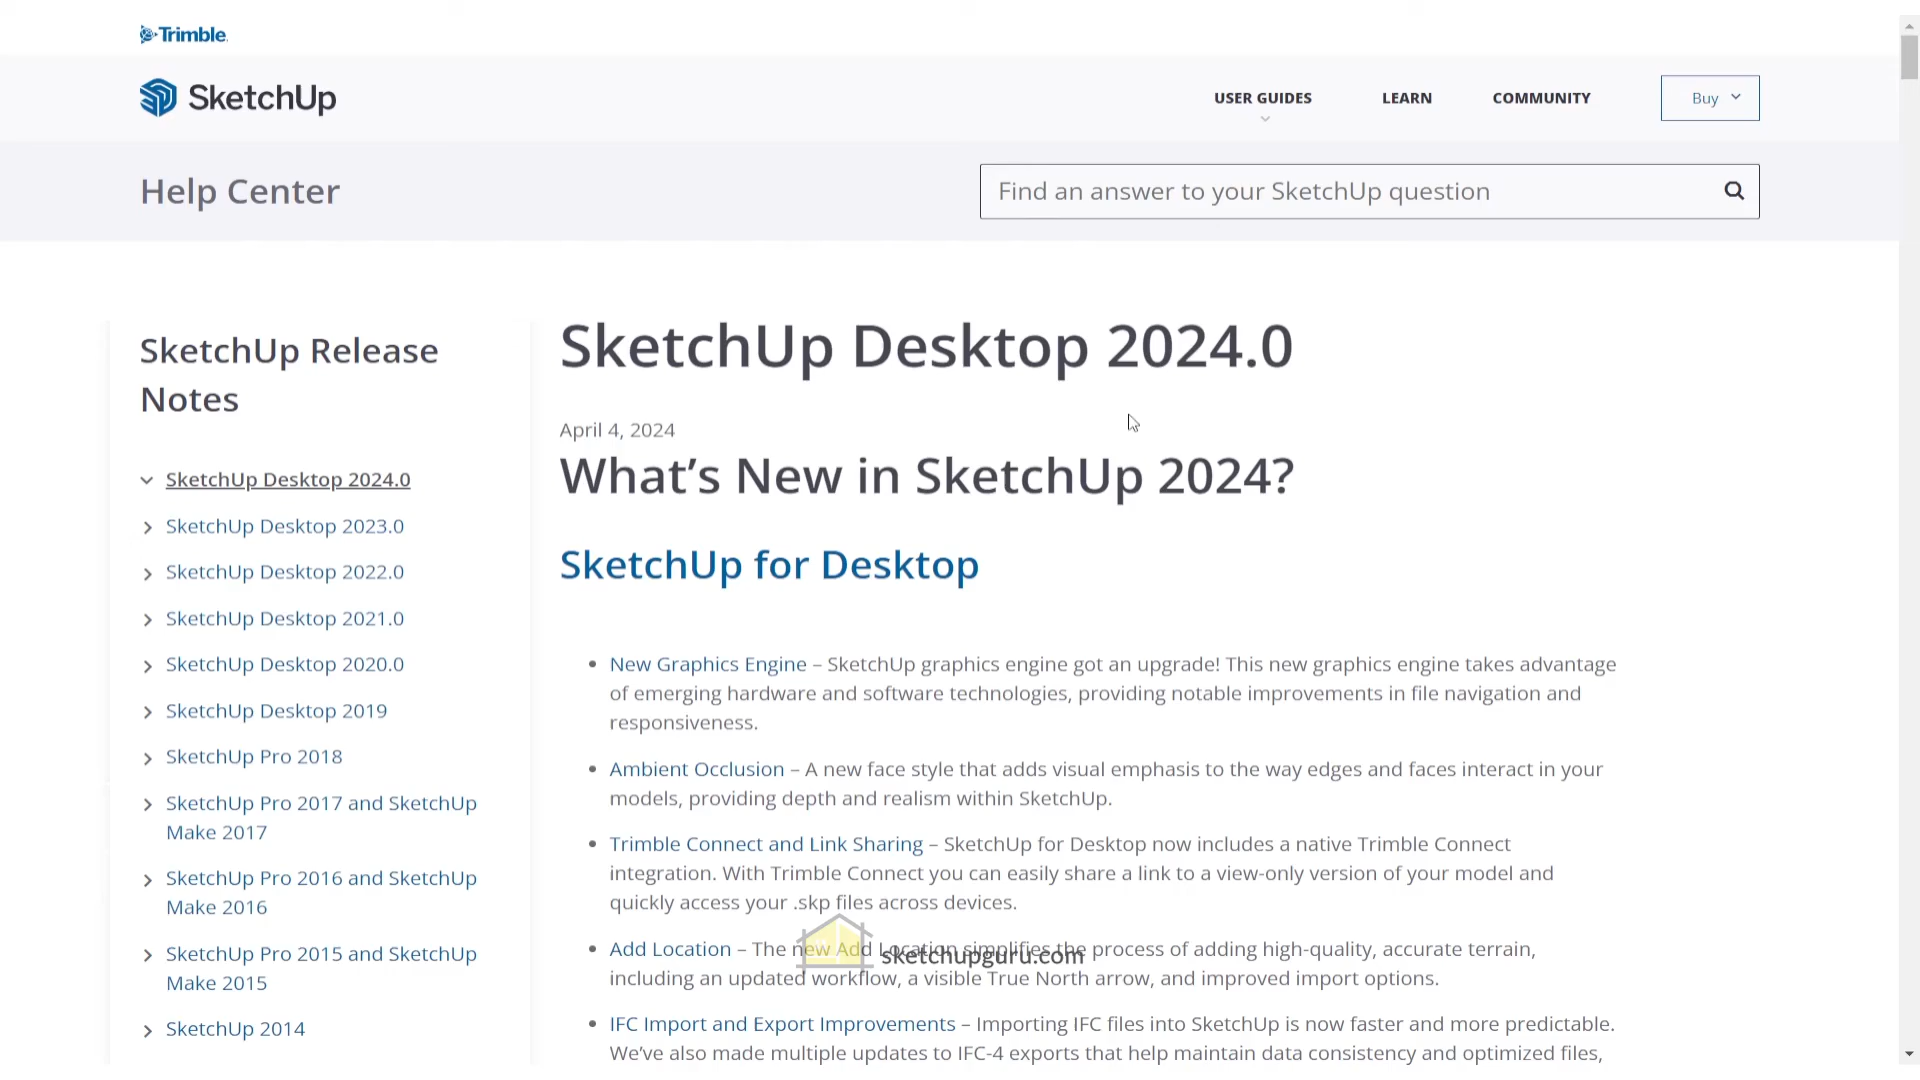 Trimble
SketchUp
USER GUIDES
LEARN
COMMUNITY
Buy
Help Center
Find an answer to your SketchUp question
SketchUp Release
Notes
SketchUp Desktop 2024.0
SketchUp Desktop 2023.0
SketchUp Desktop 2022.0
SketchUp Desktop 2021.0
SketchUp Desktop 2020.0
SketchUp Desktop 2019
SketchUp Pro 2018
SketchUp Pro 2017 and SketchUp
Make 2017
SketchUp Pro 2016 and SketchUp
Make 2016
SketchUp Pro 2015 and SketchUp
Make 2015
SketchUp 2014
SketchUp Desktop 2024.0
April 4, 2024
What’s New in SketchUp 2024?
SketchUp for Desktop
New Graphics Engine – SketchUp graphics engine got an upgrade! This new graphics engine takes advantage
of emerging hardware and software technologies, providing notable improvements in file navigation and
responsiveness.
Ambient Occlusion – A new face style that adds visual emphasis to the way edges and faces interact in your
models, providing depth and realism within SketchUp.
Trimble Connect and Link Sharing – SketchUp for Desktop now includes a native Trimble Connect
integration. With Trimble Connect you can easily share a link to a view-only version of your model and
quickly access your .skp files across devices.
Add Location – The new Add Location simplifies the process of adding high-quality, accurate terrain,
including an updated workflow, a visible True North arrow, and improved import options.
IFC Import and Export Improvements – Importing IFC files into SketchUp is now faster and more predictable.
We’ve also made multiple updates to IFC-4 exports that help maintain data consistency and optimized files,
sketchupguru.com